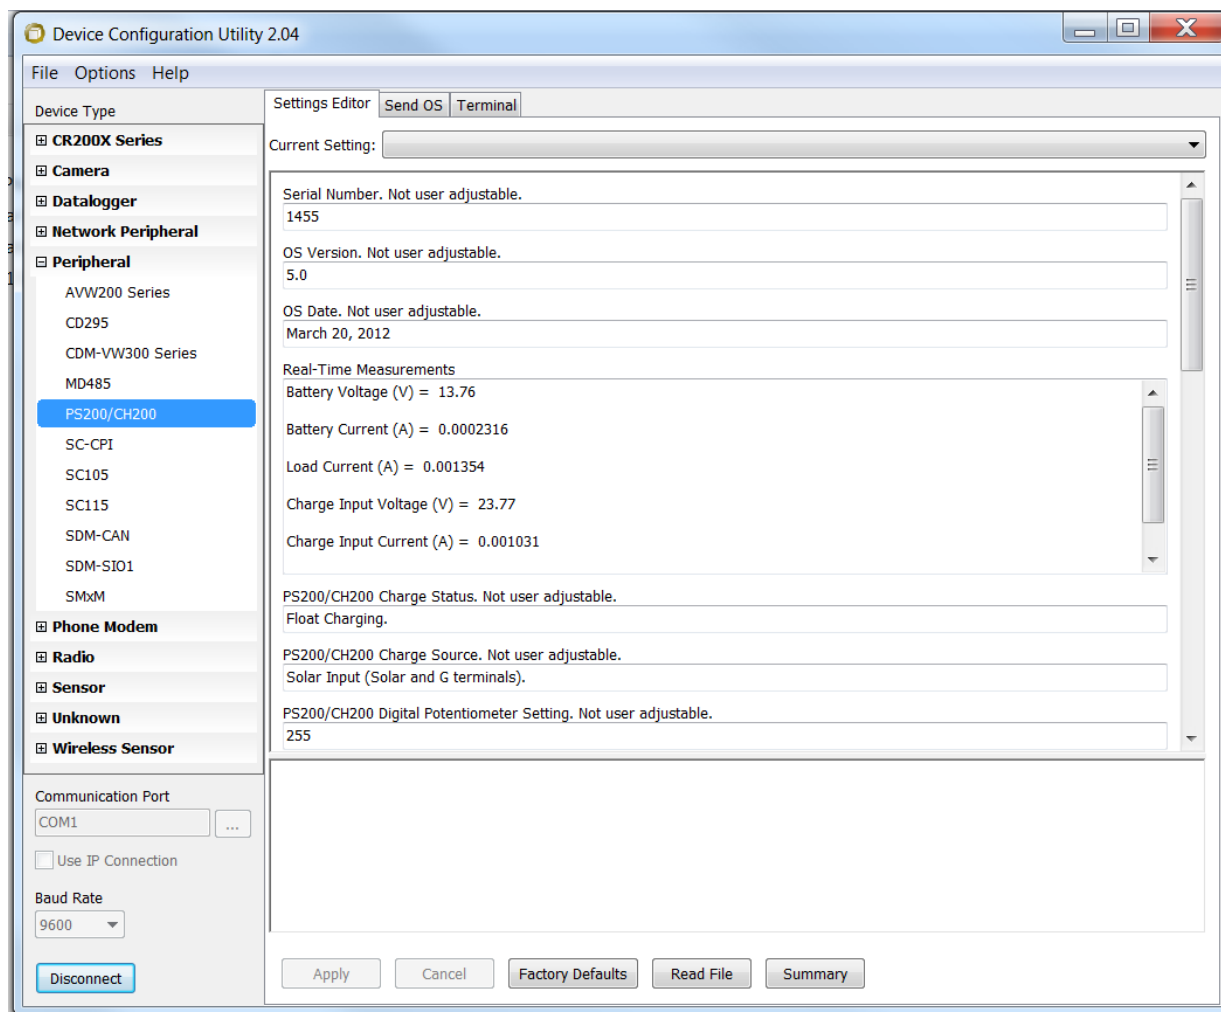 Device Configuration Utility 2.04
File Options Help
Device Type
CR200X Series
Camera
Datalogger
Network Peripheral
Peripheral
AVW200 Series
CD295
CDM-VW300 Series
MD485
PS200/CH200
SC-CPI
SC105
SC115
SDM-CAN
SDM-SIO1
SMxM
Phone Modem
Radio
Sensor
Unknown
Wireless Sensor
Communication Port
COM1
...
Use IP Connection
Baud Rate
9600
Disconnect
Settings Editor Send OS Terminal
Current Setting:
Serial Number. Not user adjustable.
1455
OS Version. Not user adjustable.
5.0
OS Date. Not user adjustable.
March 20, 2012
Real-Time Measurements
Battery Voltage (V) = 13.76
Battery Current (A) = 0.0002316
Load Current (A) = 0.001354
Charge Input Voltage (V) = 23.77
Charge Input Current (A) = 0.001031
PS200/CH200 Charge Status. Not user adjustable.
Float Charging.
PS200/CH200 Charge Source. Not user adjustable.
Solar Input (Solar and G terminals).
PS200/CH200 Digital Potentiometer Setting. Not user adjustable.
255
Apply Cancel Factory Defaults Read File Summary